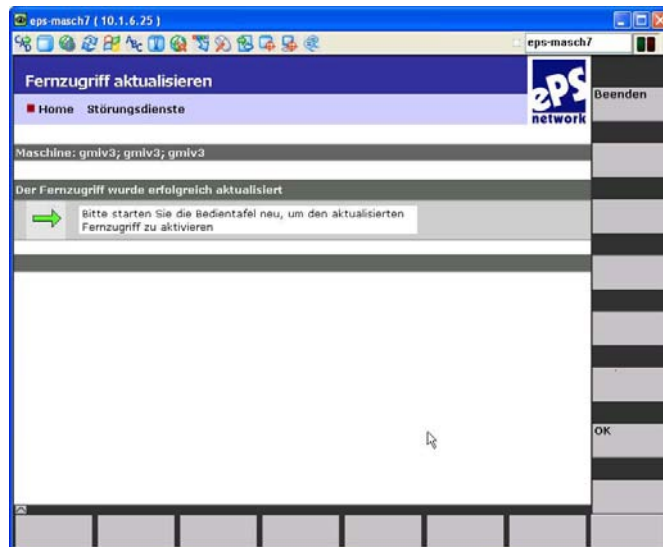 eps-masch7 ( 10.1.6.25 )
eps-masch7
Fernzugriff aktualisieren
ePS
network
Beenden
Home Störungsdienste
Maschine: gmiv3; gmiv3; gmiv3
Der Fernzugriff wurde erfolgreich aktualisiert
Bitte starten Sie die Bedientafel neu, um den aktualisierten
Fernzugriff zu aktivieren
OK